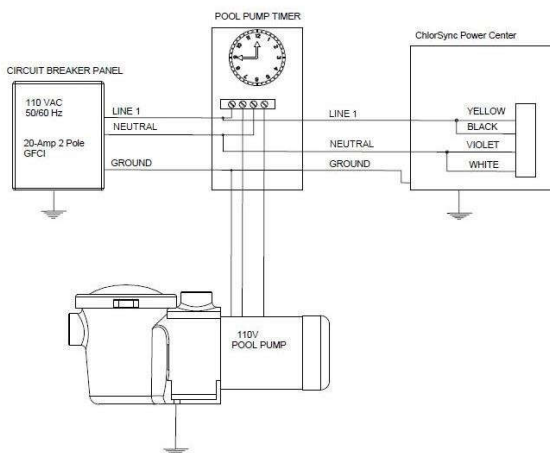 POOL PUMP TIMER
ChlorSync Power Center
CIRCUIT BREAKER PANEL
110 VAC
50/60 Hz
20-Amp 2 Pole
GFCI
LINE 1
NEUTRAL
GROUND
12
LINE 1
NEUTRAL
GROUND
YELLOW
BLACK
VIOLET
WHITE
110V
POOL PUMP